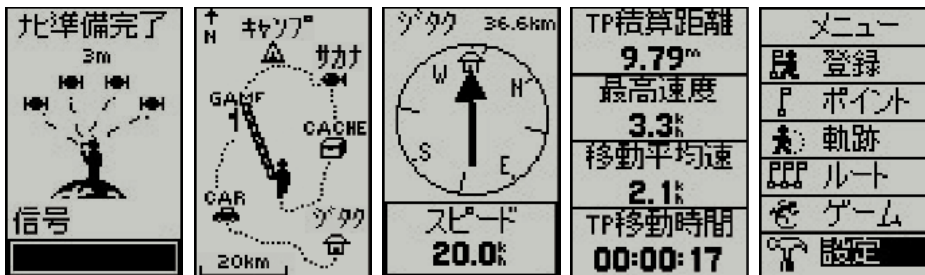 ナビ準備完了
3m
信号
N
キャンプ
サカナ
GAME
CACHE
CAR
ジタク
20km
ジタク 36.6km
W
N
S
E
スピード
20.0
TP積算距離
9.79m
最高速度
3.3
移動平均速
2.1
TP移動時間
00:00:17
メニュー
登録
ポイント
軌跡
ルート
ゲーム
設定